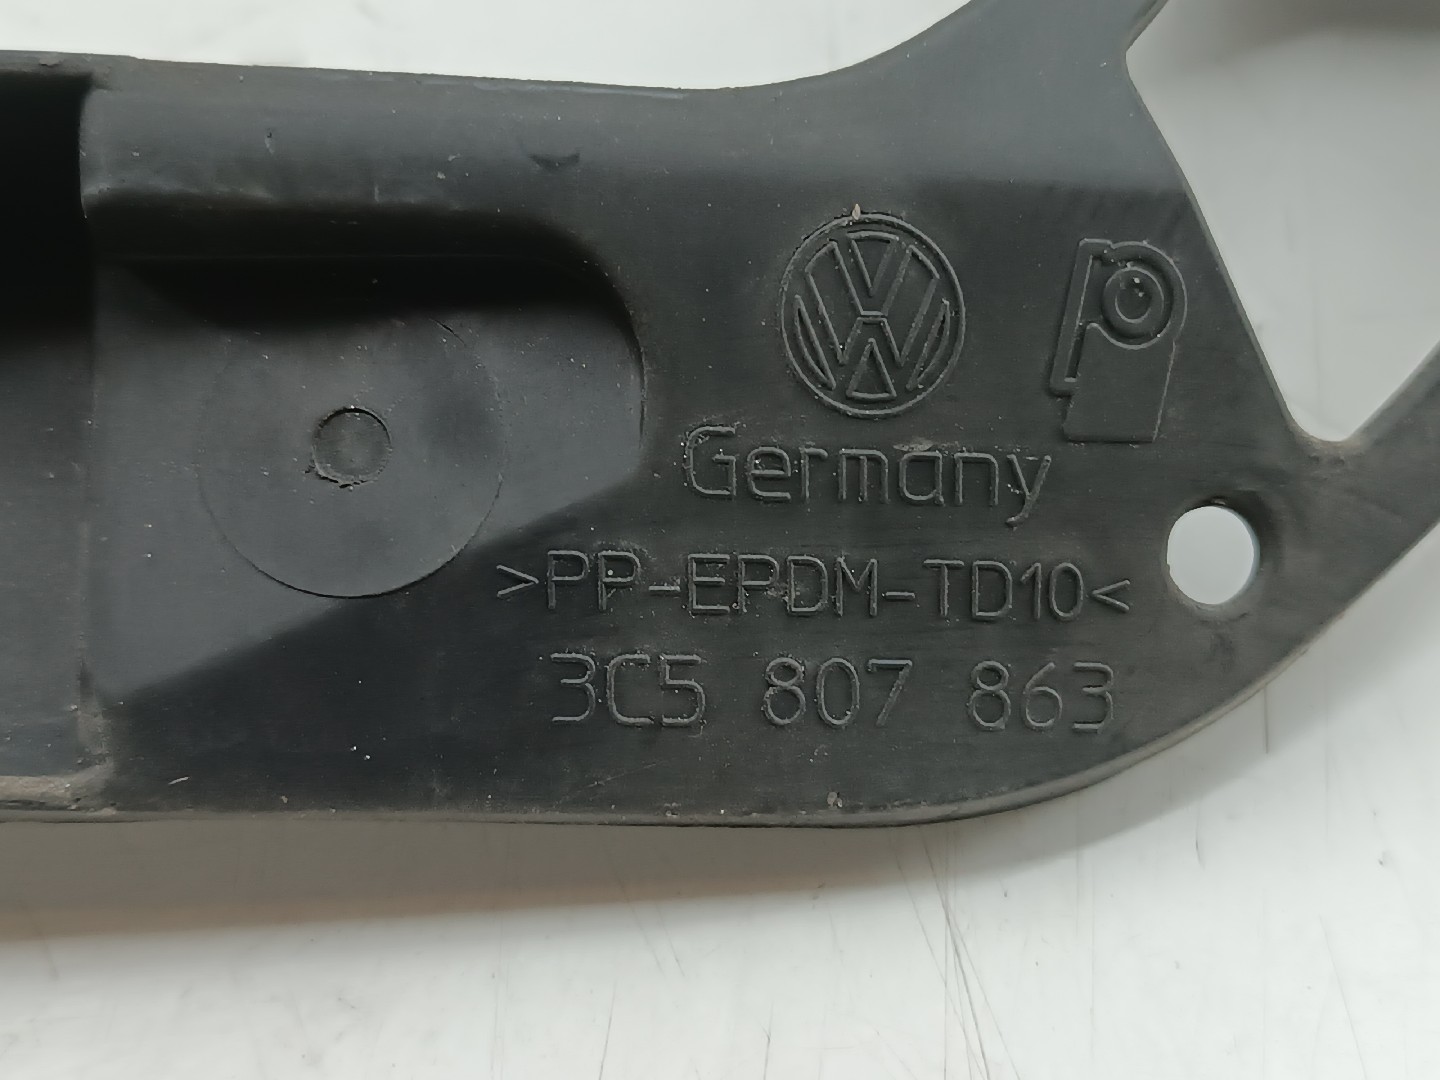 Germany
>PP-EPDM-TD10<
3C5 807 863